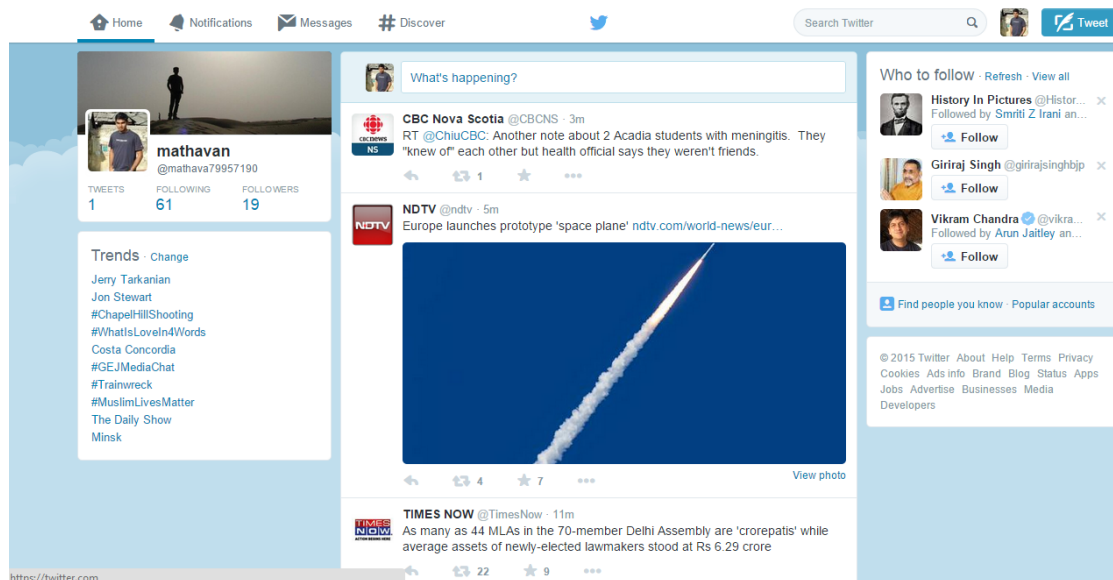 Home Notifications Messages Discover Search Twitter Tweet
mathavan
@mathava79957190
TWEETS FOLLOWING FOLLOWERS
1 61 19
Trends · Change
Jerry Tarkanian
Jon Stewart
#ChapelHillShooting
#WhatIsLoveIn4Words
Costa Concordia
#GEJMediaChat
#Trainwreck
#MuslimLivesMatter
The Daily Show
Minsk
What's happening?
CBCNEWS
NS
CBC Nova Scotia @CBCNS · 3m
RT @ChiuCBC: Another note about 2 Acadia students with meningitis. They
"knew of" each other but health official says they weren't friends.
1
NDTV
NDTV @ndtv · 5m
Europe launches prototype 'space plane' ndtv.com/world-news/eur…
4 7
View photo
TIMES
NOW
TIMES NOW @TimesNow · 11m
As many as 44 MLAs in the 70-member Delhi Assembly are 'crorepatis' while
average assets of newly-elected lawmakers stood at Rs 6.29 crore
22 9
Who to follow · Refresh · View all
History In Pictures @Histor...
Followed by Smriti Z Irani an...
Follow
Giriraj Singh @girirajsinghbjp
Follow
Vikram Chandra @vikra...
Followed by Arun Jaitley an...
Follow
Find people you know · Popular accounts
© 2015 Twitter About Help Terms Privacy
Cookies Ads info Brand Blog Status Apps
Jobs Advertise Businesses Media
Developers
https://twitter.com